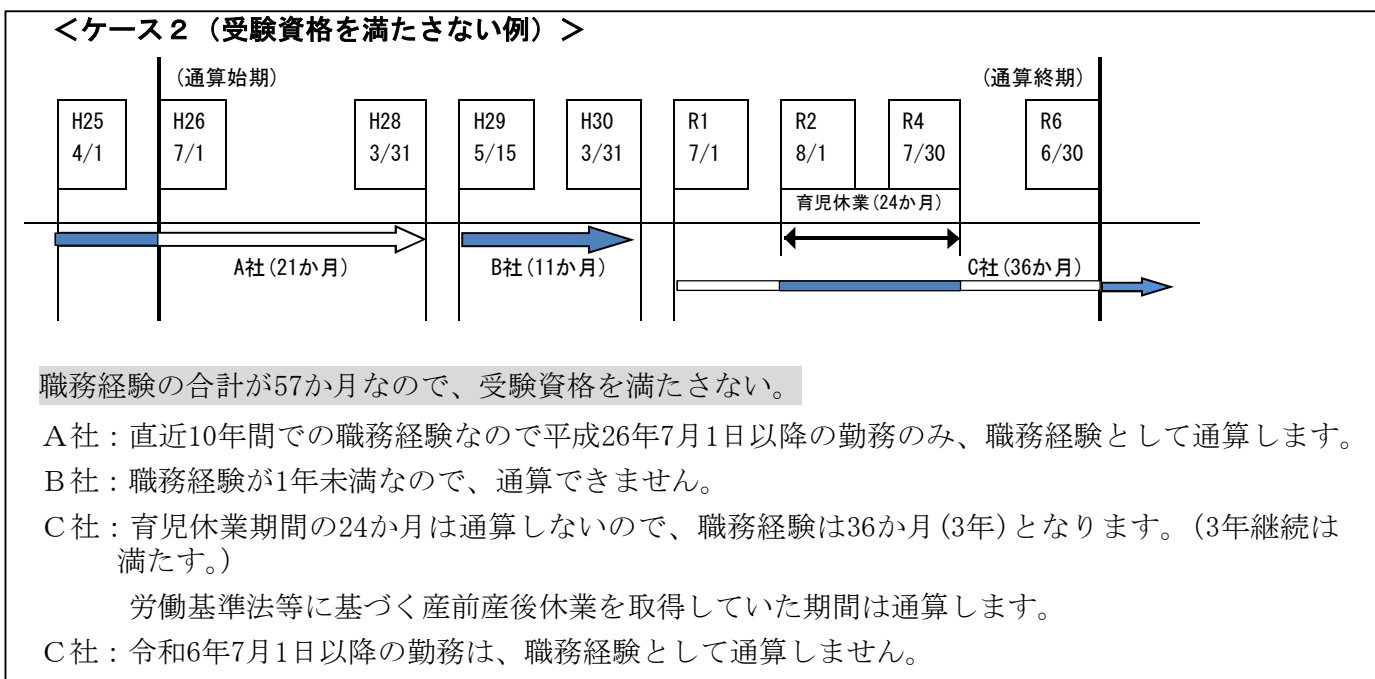 ＜ケース２（受験資格を満たさない例）＞
(通算始期)
(通算終期)
H25
4/1
H26
7/1
H28
3/31
H29
5/15
H30
3/31
R1
7/1
R2
8/1
R4
7/30
R6
6/30
育児休業(24か月)
A社(21か月)
B社(11か月)
C社(36か月)
職務経験の合計が57か月なので、受験資格を満たさない。
Ａ社：直近10年間での職務経験なので平成26年7月1日以降の勤務のみ、職務経験として通算します。
Ｂ社：職務経験が1年未満なので、通算できません。
Ｃ社：育児休業期間の24か月は通算しないので、職務経験は36か月(3年)となります。(3年継続は
満たす。)
労働基準法等に基づく産前産後休業を取得していた期間は通算します。
Ｃ社：令和6年7月1日以降の勤務は、職務経験として通算しません。